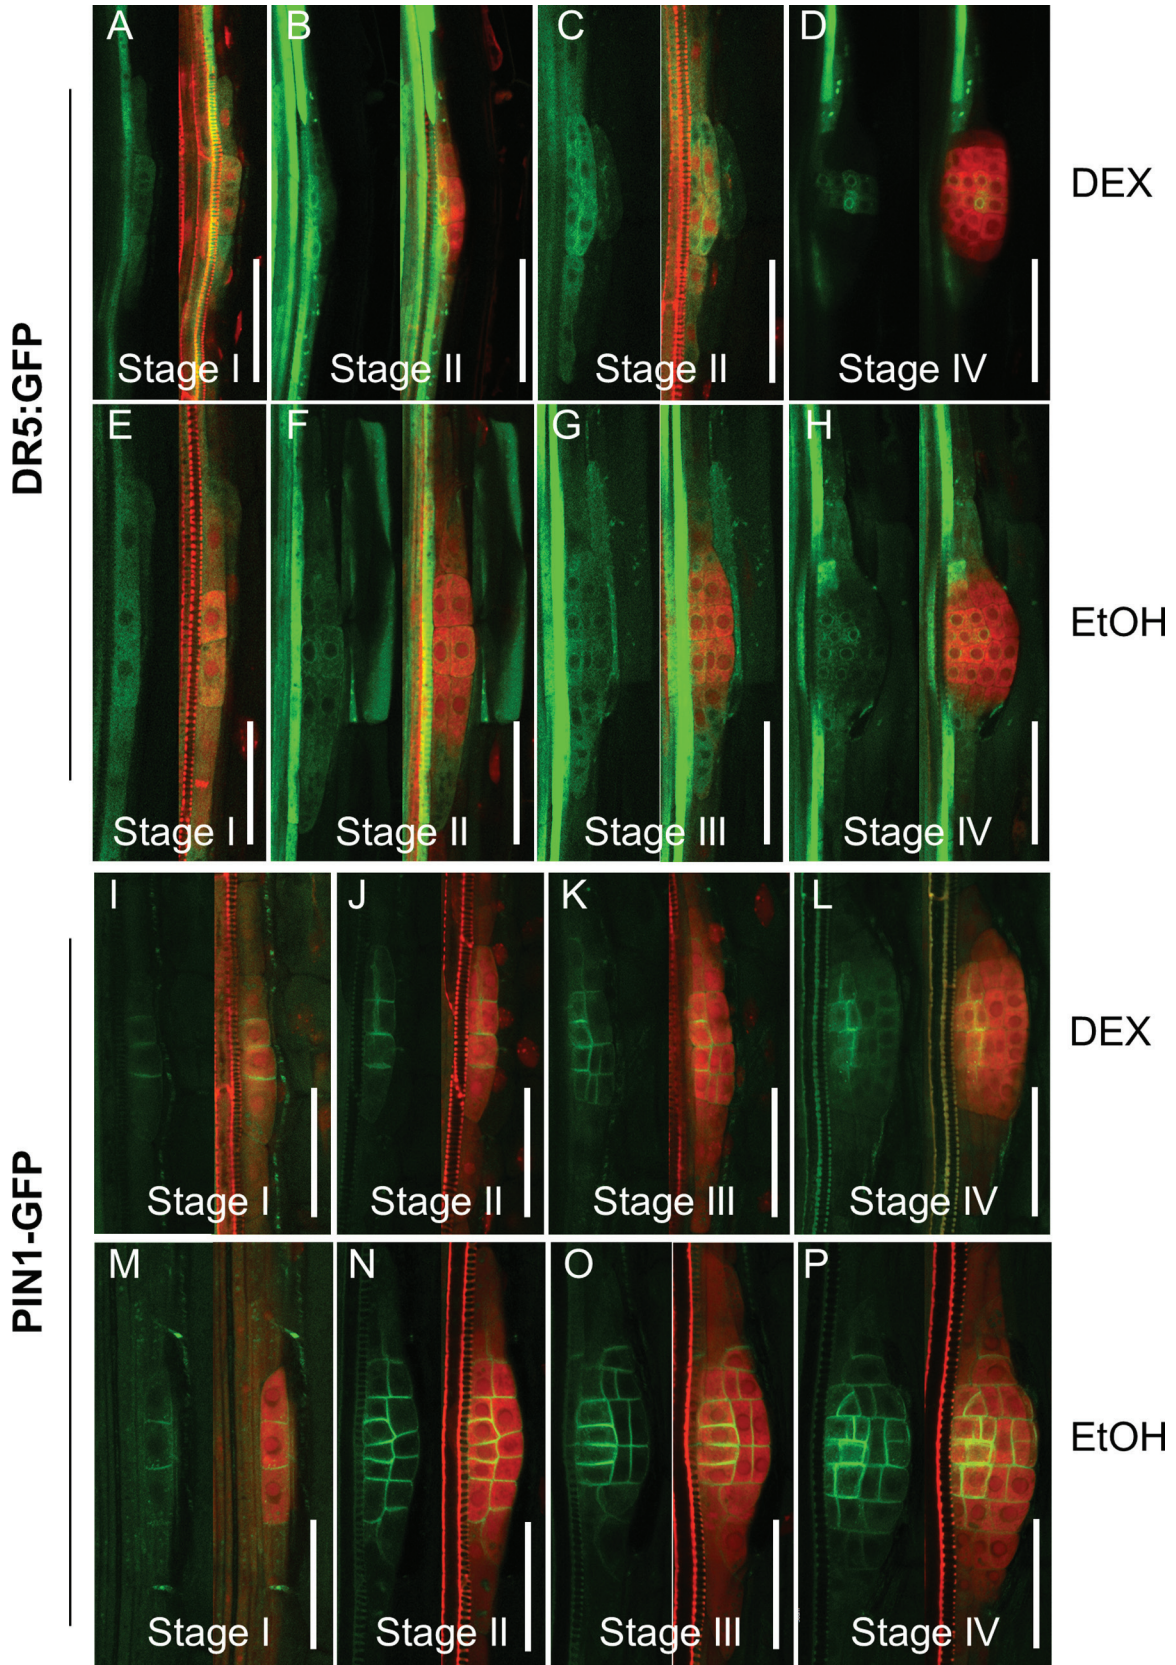 A B C D
DEX
DR5:GFP
Stage I Stage II Stage II Stage IV
E F G H
EtOH
Stage I Stage II Stage III Stage IV
I J K L
DEX
PIN1-GFP
Stage I Stage II Stage III Stage IV
M N O P
EtOH
Stage I Stage II Stage III Stage IV